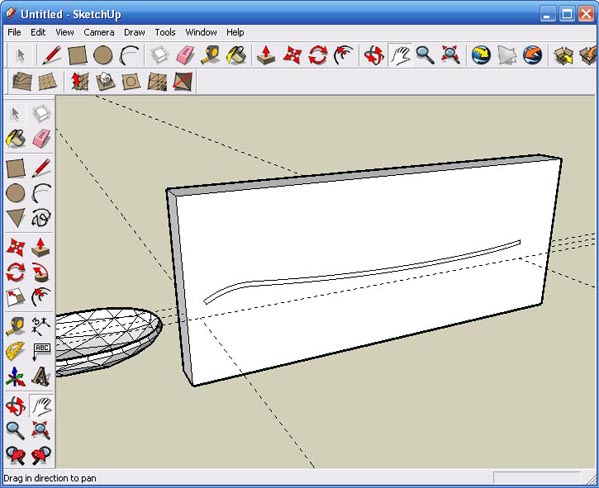 Untitled - SketchUp
File Edit View Camera Draw Tools Window Help
ABC
A
Drag in direction to pan